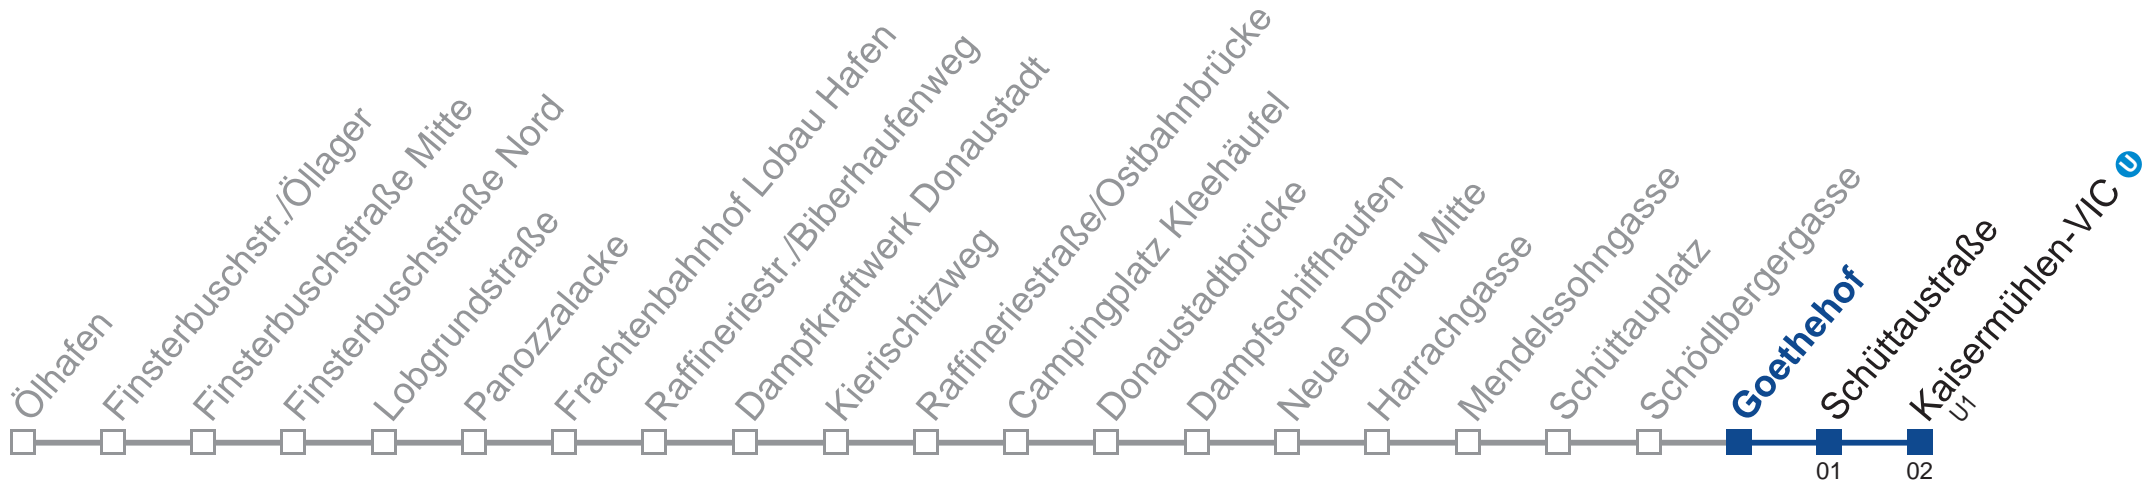 Ölhafen
Finsterbuschstr./Öllager
Finsterbuschstraße Mitte
Finsterbuschstraße Nord
Lobgrundstraße
Panozzalacke
Frachtenbahnhof Lobau Hafen
Raffineriestr./Biberhaufenweg
Dampfkraftwerk Donaustadt
Kierischitzweg
Raffineriestraße/Ostbahnbrücke
Campingplatz Kleehäufel
Donaustadtbrücke
Dampfschiffhaufen
Neue Donau Mitte
Harrachgasse
Mendelssohngasse
Schüttauplatz
Schödlbergergasse
Goethehof
Schüttaustraße
Kaisermühlen-VIC U
U1
01
02